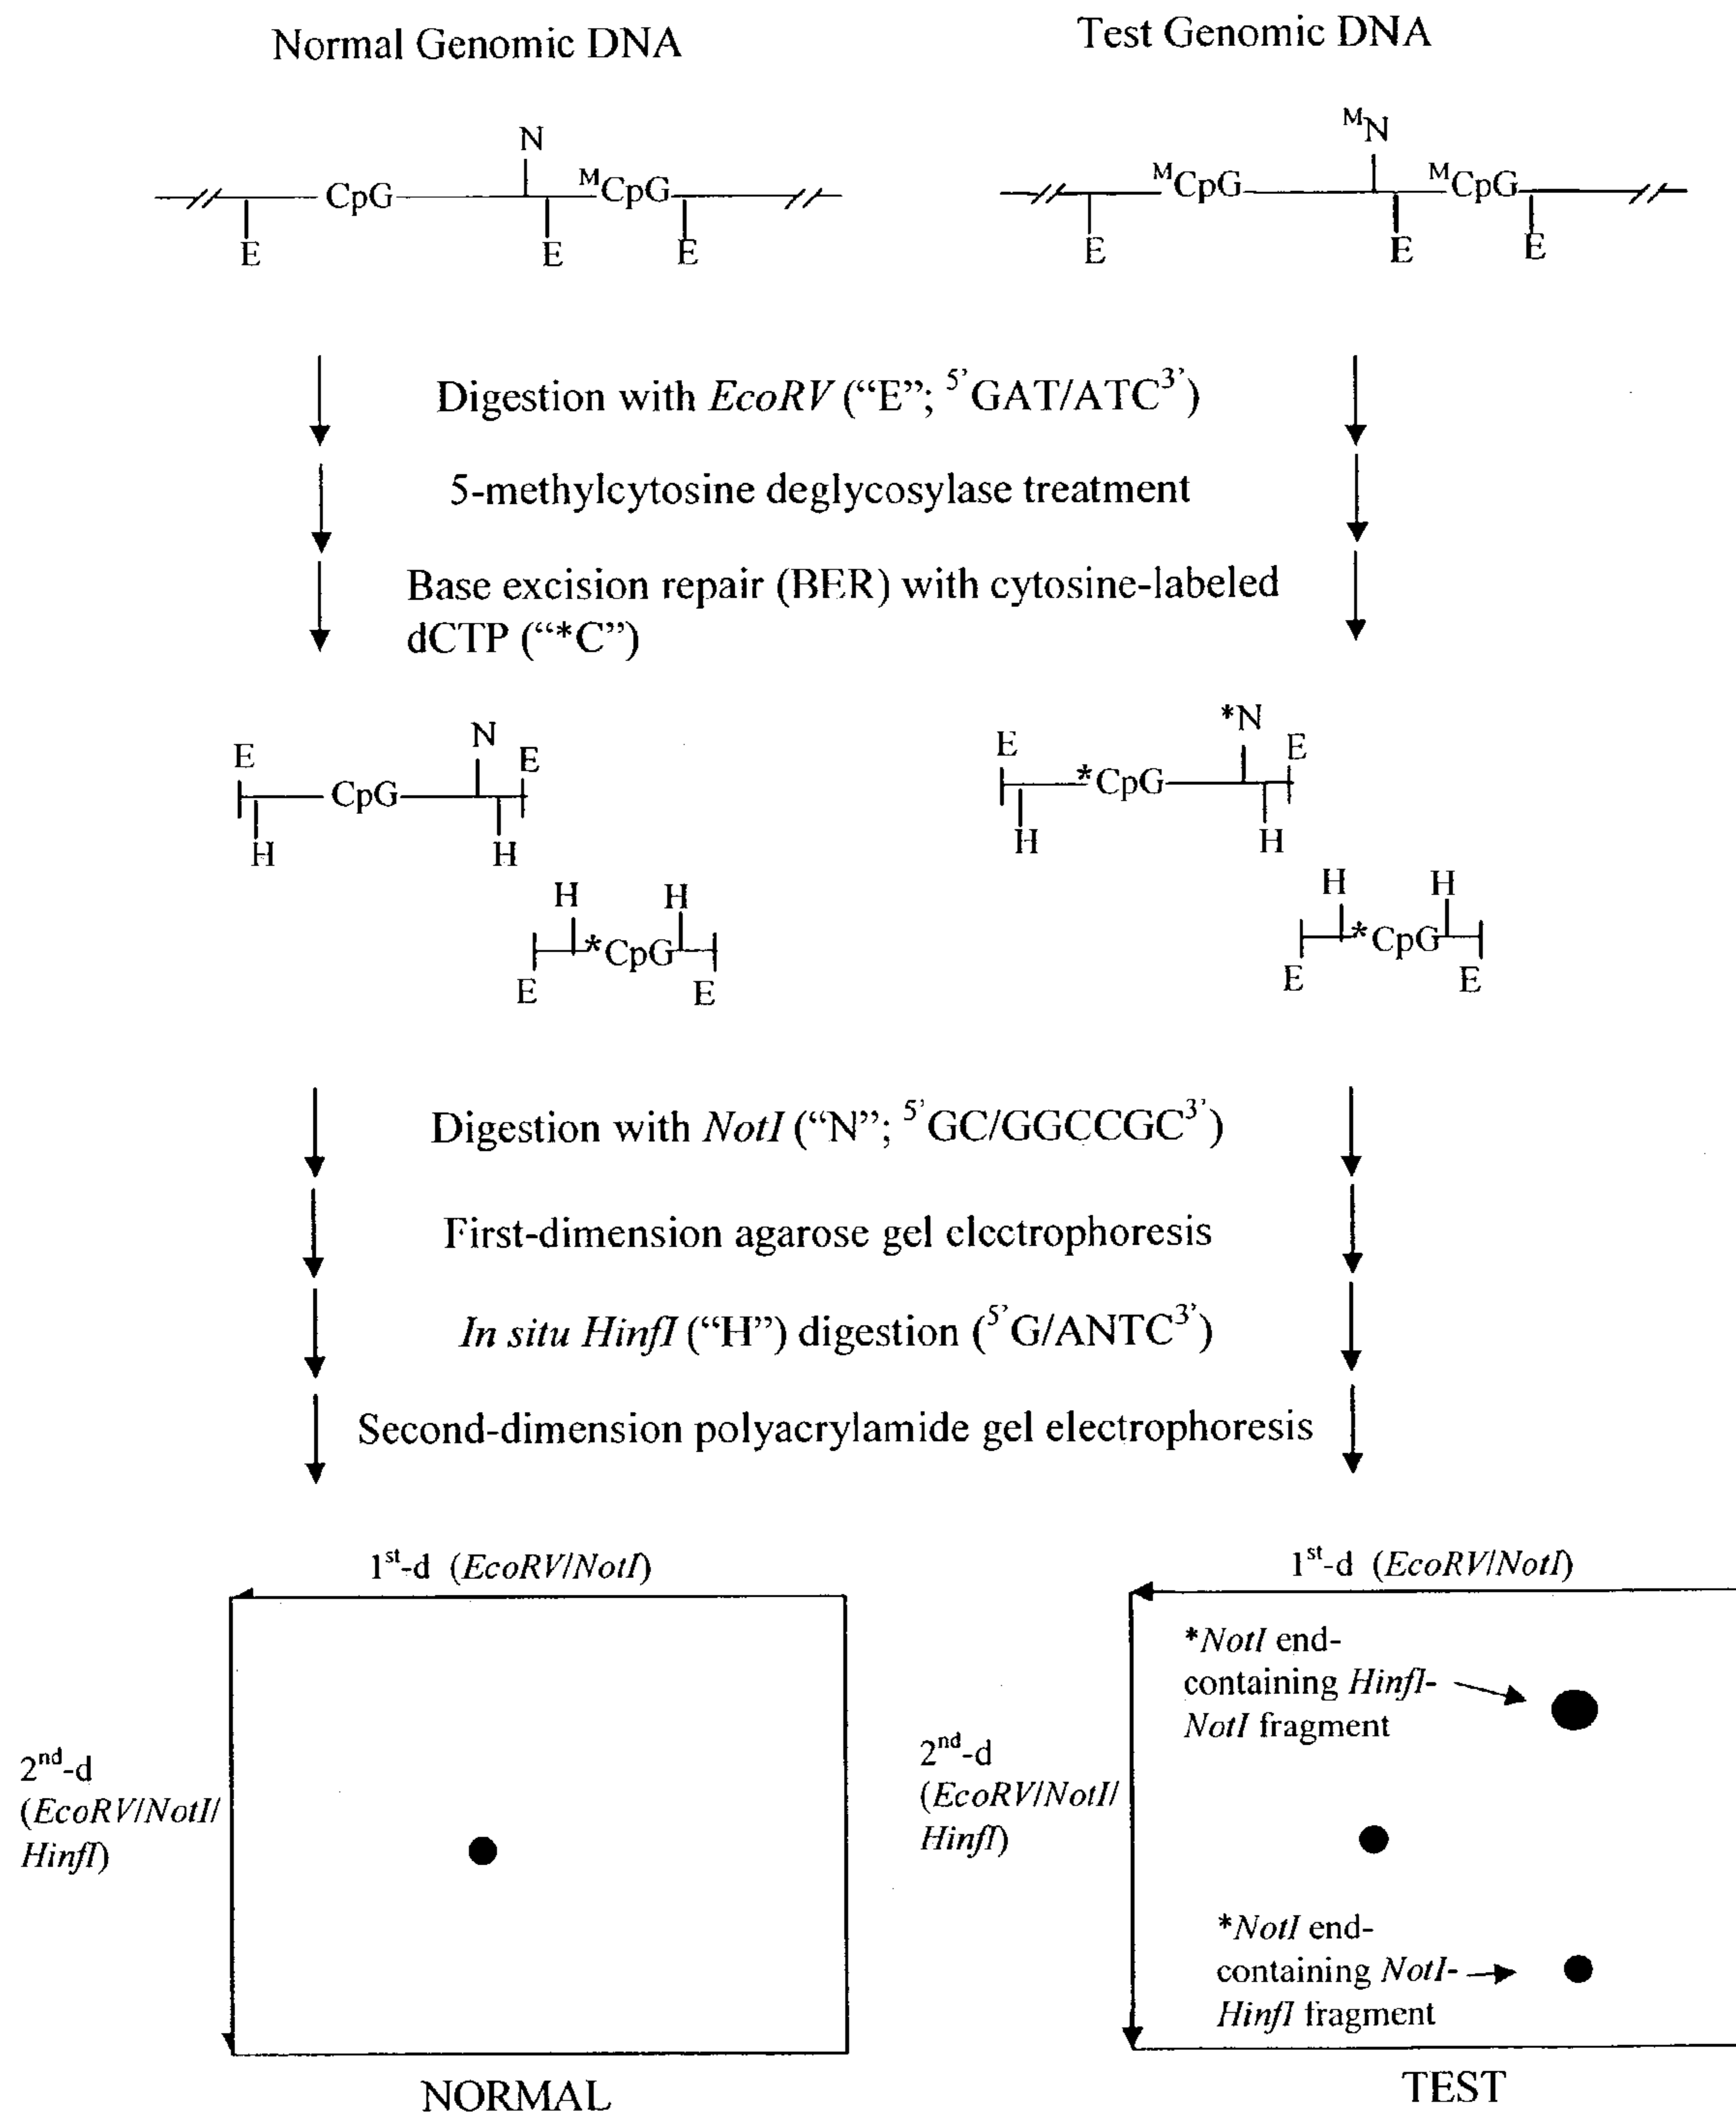 Normal Genomic DNA
Test Genomic DNA
N
CpG
ᴹCpG
E
E
E
ᴹN
ᴹCpG
ᴹCpG
E
E
E
Digestion with EcoRV (“E”; ⁵’GAT/ATC³’)
5-methylcytosine deglycosylase treatment
Base excision repair (BER) with cytosine-labeled
dCTP (“*C”)
E
N
E
CpG
H
H
H
H
*CpG
E
E
E
*N
E
*CpG
H
H
H
H
*CpG
E
E
Digestion with NotI (“N”; ⁵’GC/GGCCGC³’)
First-dimension agarose gel electrophoresis
In situ HinfI (“H”) digestion (⁵’G/ANTC³’)
Second-dimension polyacrylamide gel electrophoresis
1ˢᵗ-d (EcoRV/NotI)
2ⁿᵈ-d
(EcoRV/NotI/
HinfI)
NORMAL
1ˢᵗ-d (EcoRV/NotI)
*NotI end-
containing HinfI-
NotI fragment
2ⁿᵈ-d
(EcoRV/NotI/
HinfI)
*NotI end-
containing NotI-
HinfI fragment
TEST